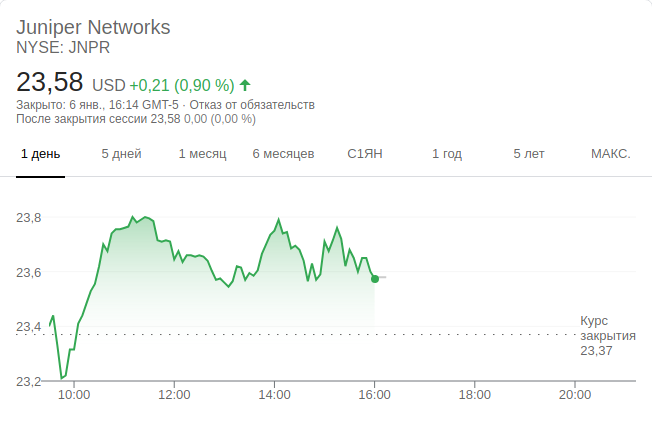 Juniper Networks
NYSE: JNPR
23,58 USD +0,21 (0,90 %)
Закрыто: 6 янв., 16:14 GMT-5 · Отказ от обязательств
После закрытия сессии 23,58 0,00 (0,00 %)
1 день 5 дней 1 месяц 6 месяцев С1ЯН 1 год 5 лет МАКС.
23,8
23,6
23,4
Курс
закрытия
23,37
23,2
10:00 12:00 14:00 16:00 18:00 20:00